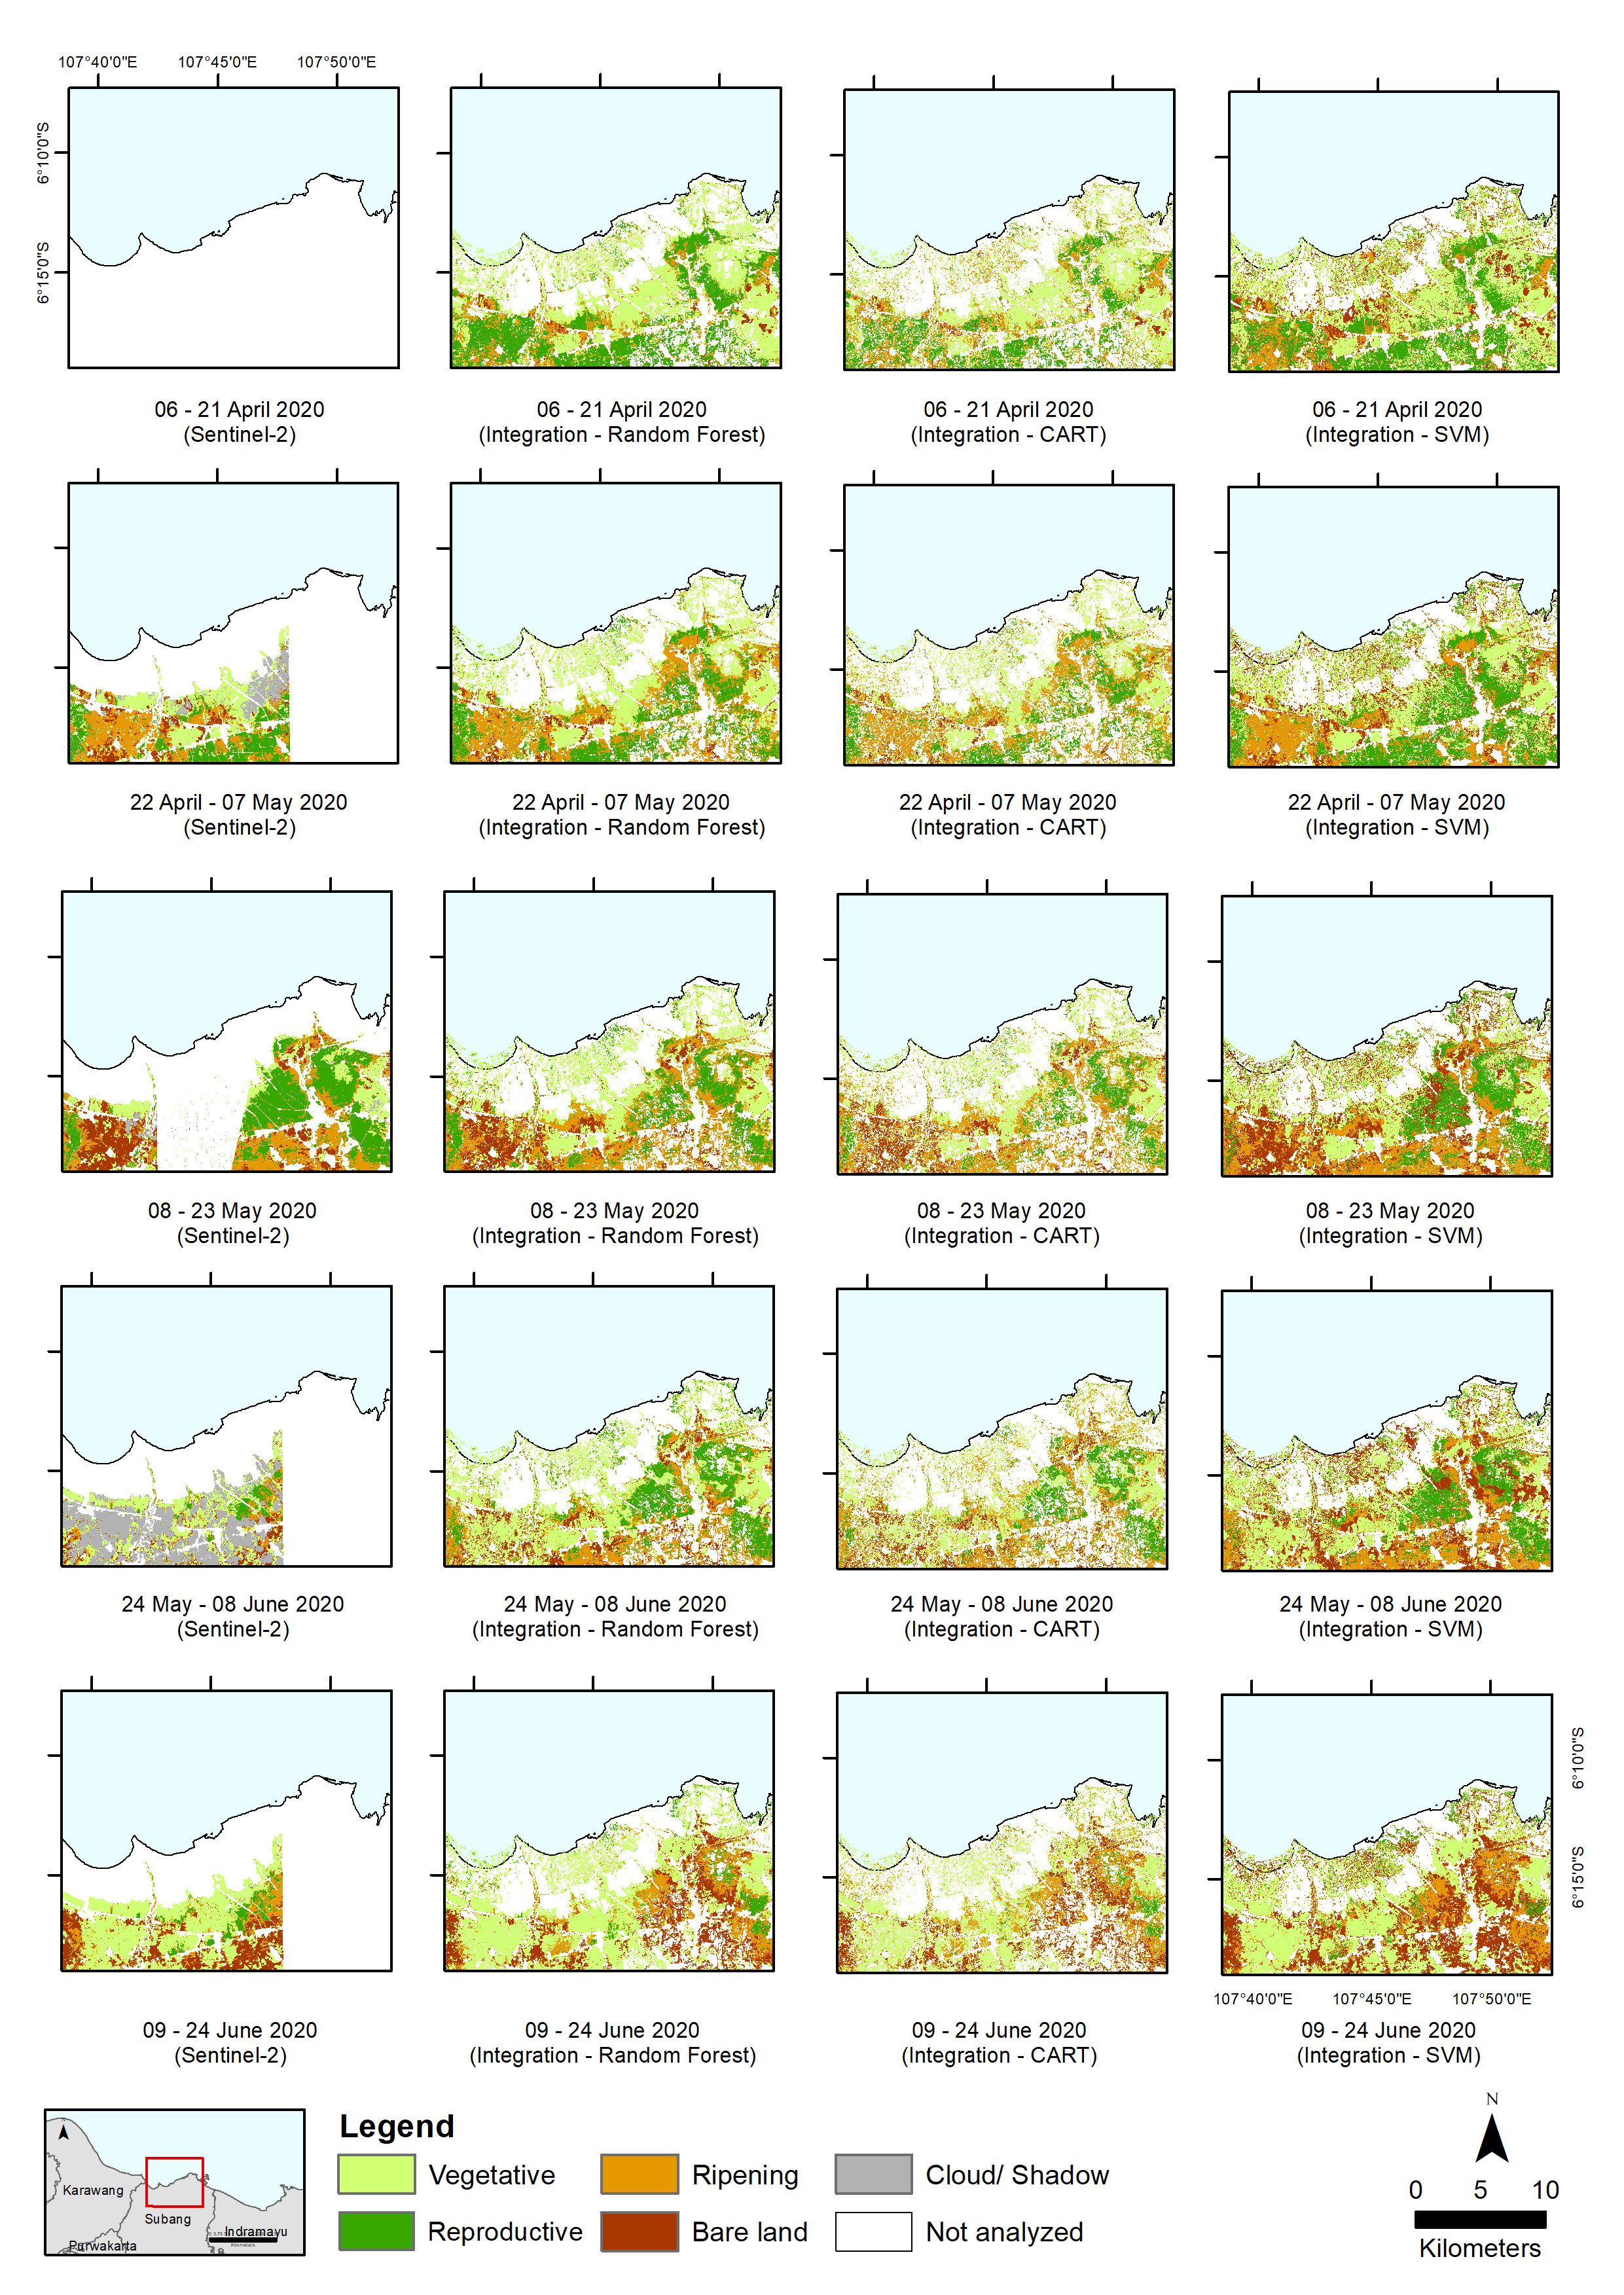 107°40'0"E 107°45'0"E 107°50'0"E
6°10'0"S
6°15'0"S
06 - 21 April 2020
(Sentinel-2)
06 - 21 April 2020
(Integration - Random Forest)
06 - 21 April 2020
(Integration - CART)
06 - 21 April 2020
(Integration - SVM)
22 April - 07 May 2020
(Sentinel-2)
22 April - 07 May 2020
(Integration - Random Forest)
22 April - 07 May 2020
(Integration - CART)
22 April - 07 May 2020
(Integration - SVM)
08 - 23 May 2020
(Sentinel-2)
08 - 23 May 2020
(Integration - Random Forest)
08 - 23 May 2020
(Integration - CART)
08 - 23 May 2020
(Integration - SVM)
24 May - 08 June 2020
(Sentinel-2)
24 May - 08 June 2020
(Integration - Random Forest)
24 May - 08 June 2020
(Integration - CART)
24 May - 08 June 2020
(Integration - SVM)
6°10'0"S
6°15'0"S
107°40'0"E 107°45'0"E 107°50'0"E
09 - 24 June 2020
(Sentinel-2)
09 - 24 June 2020
(Integration - Random Forest)
09 - 24 June 2020
(Integration - CART)
09 - 24 June 2020
(Integration - SVM)
Karawang
Subang
Indramayu
Purwakarta
Kilometers
Legend
Vegetative
Ripening
Cloud/ Shadow
Reproductive
Bare land
Not analyzed
N
0 5 10
Kilometers